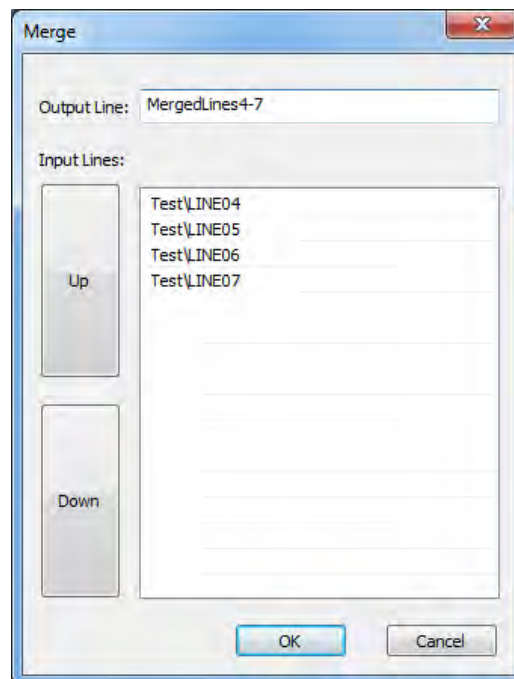 Merge
Output Line: MergedLines4-7
Input Lines:
Test\LINE04
Test\LINE05
Test\LINE06
Test\LINE07
Up
Down
OK Cancel